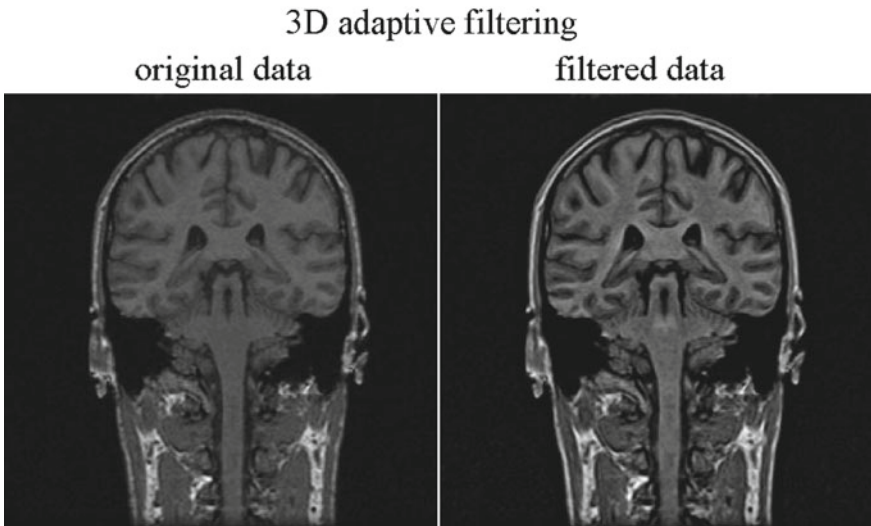 3D adaptive filtering
original data
filtered data